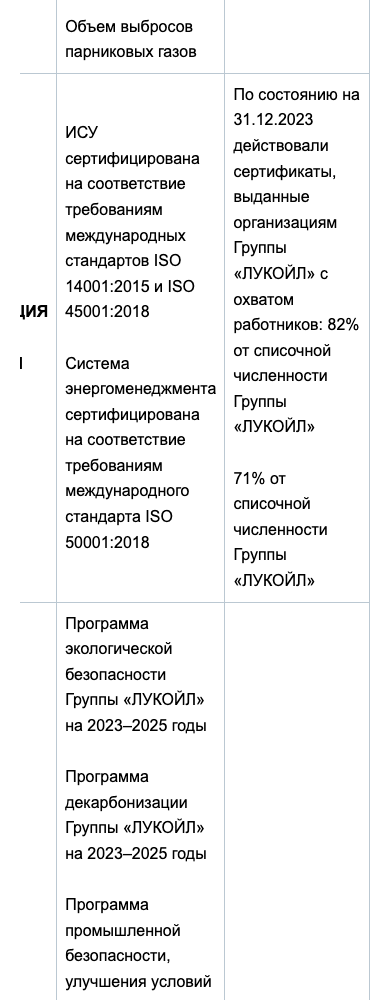 Объем выбросов
парниковых газов
ция
I
ИСУ
сертифицирована
на соответствие
требованиям
международных
стандартов ISO
14001:2015 и ISO
45001:2018
Система
энергоменеджмента
сертифицирована
на соответствие
требованиям
международного
стандарта ISO
50001:2018
По состоянию на
31.12.2023
действовали
сертификаты,
выданные
организациям
Группы
«ЛУКОЙЛ» с
охватом
работников: 82%
от списочной
численности
Группы
«ЛУКОЙЛ»
71% от
списочной
численности
Группы
«ЛУКОЙЛ»
Программа
экологической
безопасности
Группы «ЛУКОЙЛ»
на 2023–2025 годы
Программа
декарбонизации
Группы «ЛУКОЙЛ»
на 2023–2025 годы
Программа
промышленной
безопасности,
улучшения условий